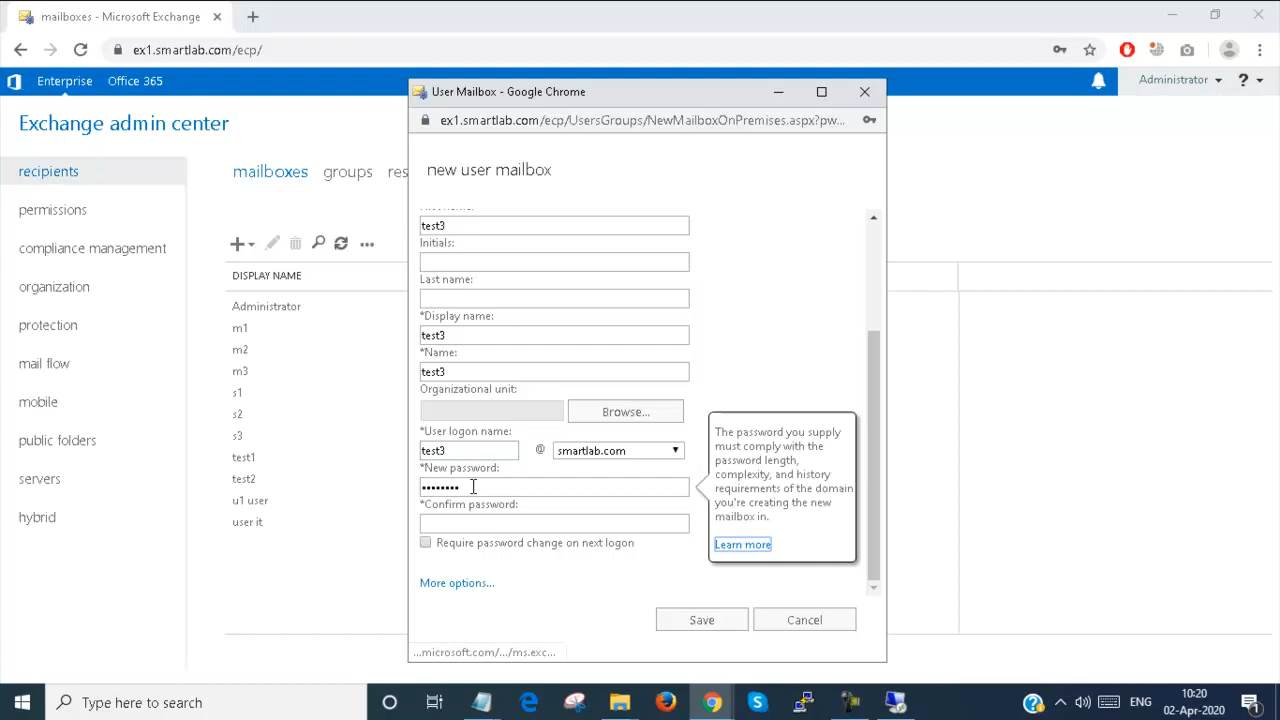 mailboxes - Microsoft Exchange
ex1.smartlab.com/ecp/
Enterprise Office 365
Administrator
?
Exchange admin center
recipients
permissions
compliance management
organization
protection
mail flow
mobile
public folders
servers
hybrid
mailboxes groups res
DISPLAY NAME
Administrator
m1
m2
m3
s1
s2
s3
test1
test2
u1 user
user it
User Mailbox - Google Chrome
ex1.smartlab.com/ecp/UsersGroups/NewMailboxOnPremises.aspx?pw...
new user mailbox
test3
Initials:
Last name:
*Display name:
test3
*Name:
test3
Organizational unit:
Browse...
*User logon name:
test3 @ smartlab.com
*New password:
••••••••
*Confirm password:
Require password change on next logon
More options...
The password you supply
must comply with the
password length,
complexity, and history
requirements of the domain
you're creating the new
mailbox in.
Learn more
Save Cancel
...microsoft.com/.../ms.exc...
Type here to search
ENG
10:20
02-Apr-2020
1